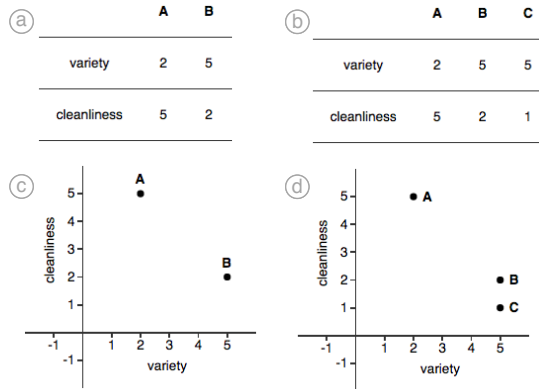 a
A B
variety 2 5
cleanliness 5 2
b
A B C
variety 2 5 5
cleanliness 5 2 1
c
cleanliness
5
4
3
2
1
-1
A
B
-1 1 2 3 4 5
variety
d
cleanliness
5
4
3
2
1
-1
A
B
C
-1 1 2 3 4 5
variety